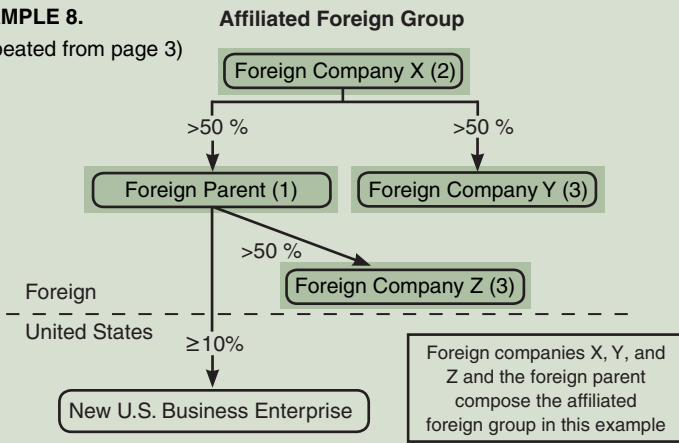 MPLE 8.
Affiliated Foreign Group
peated from page 3)
Foreign Company X (2)
>50 %
>50 %
Foreign Parent (1)
Foreign Company Y (3)
>50 %
Foreign Company Z (3)
Foreign
United States
≥10%
New U.S. Business Enterprise
Foreign companies X, Y, and
Z and the foreign parent
compose the affiliated
foreign group in this example